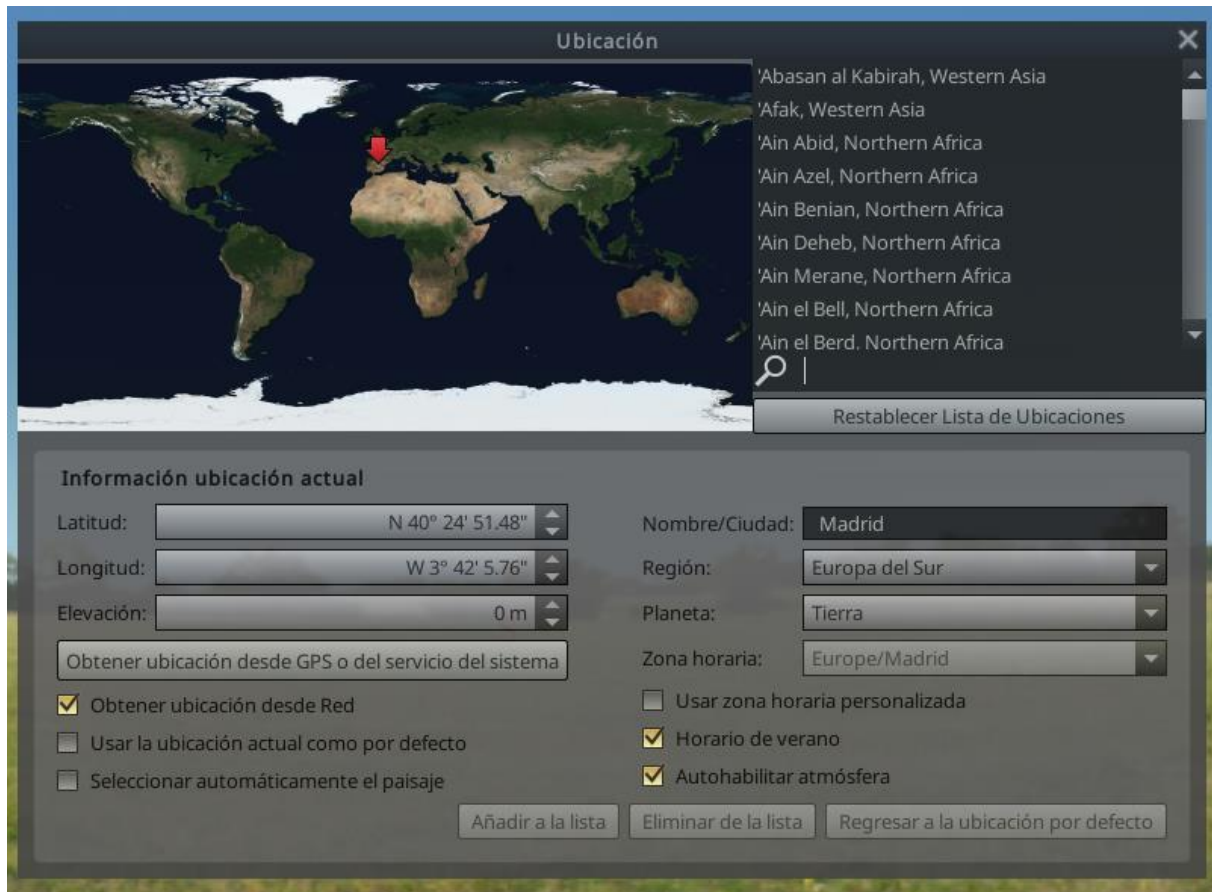 Ubicación
'Abasan al Kabirah, Western Asia
'Afak, Western Asia
'Ain Abid, Northern Africa
'Ain Azel, Northern Africa
'Ain Benian, Northern Africa
'Ain Deheb, Northern Africa
'Ain Merane, Northern Africa
'Ain el Bell, Northern Africa
'Ain el Berd, Northern Africa
Restablecer Lista de Ubicaciones
Información ubicación actual
Latitud: N 40° 24' 51.48"
Longitud: W 3° 42' 5.76"
Elevación: 0 m
Obtener ubicación desde GPS o del servicio del sistema
Obtener ubicación desde Red
Usar la ubicación actual como por defecto
Seleccionar automáticamente el paisaje
Nombre/Ciudad: Madrid
Región: Europa del Sur
Planeta: Tierra
Zona horaria: Europe/Madrid
Usar zona horaria personalizada
Horario de verano
Autohabilitar atmósfera
Añadir a la lista
Eliminar de la lista
Regresar a la ubicación por defecto